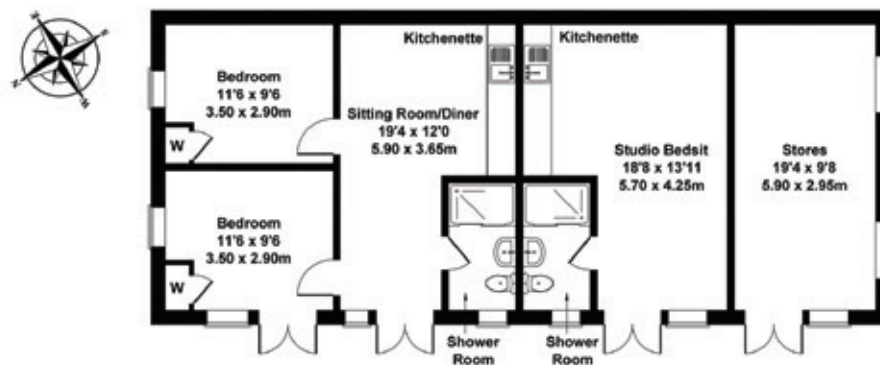 Kitchenette
Kitchenette
Bedroom
11'6 x 9'6
3.50 x 2.90m
W
Sitting Room/Diner
19'4 x 12'0
5.90 x 3.65m
Studio Bedsit
18'8 x 13'11
5.70 x 4.25m
Stores
19'4 x 9'8
5.90 x 2.95m
Bedroom
11'6 x 9'6
3.50 x 2.90m
W
Shower
Room
Shower
Room